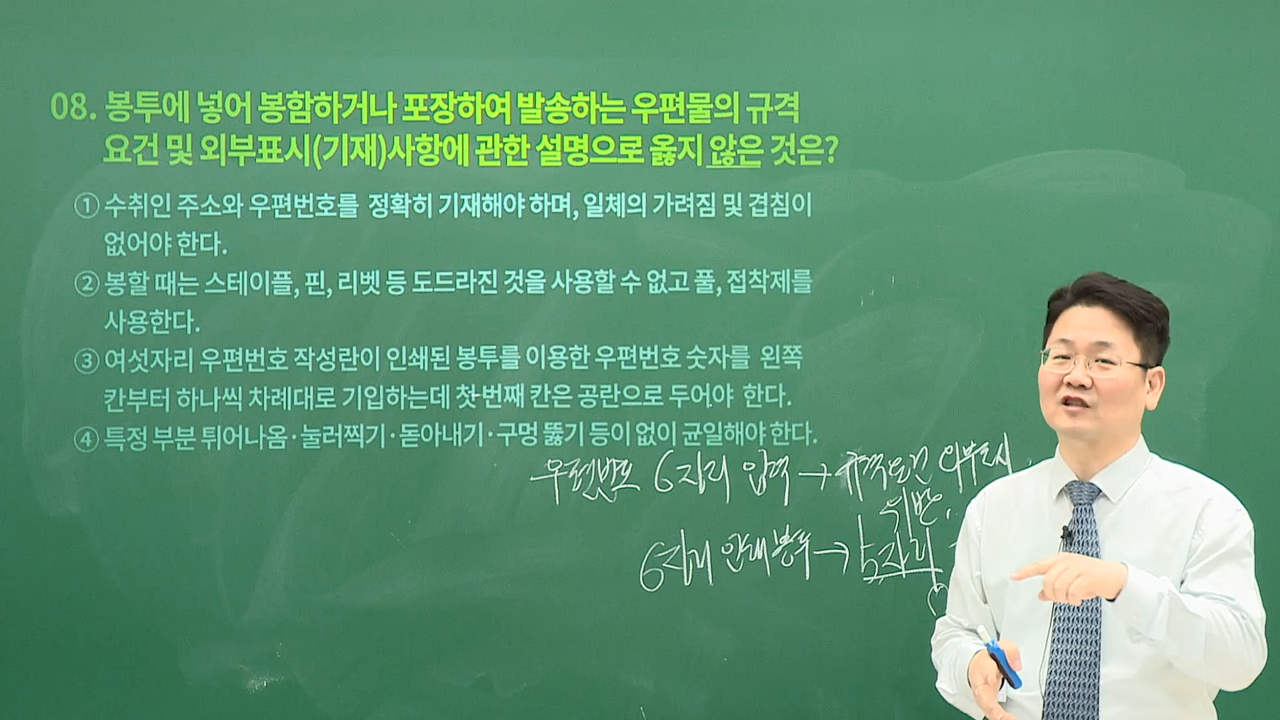 08. 봉투에 넣어 봉함하거나 포장하여 발송하는 우편물의 규격
요건 및 외부표시(기재)사항에 관한 설명으로 옳지 않은 것은?
① 수취인 주소와 우편번호를 정확히 기재해야 하며, 일체의 가려짐 및 겹침이
없어야 한다.
② 봉할 때는 스테이플, 핀, 리벳 등 도드라진 것을 사용할 수 없고 풀, 접착제를
사용한다.
③ 여섯자리 우편번호 작성란이 인쇄된 봉투를 이용한 우편번호 숫자를 왼쪽
칸부터 하나씩 차례대로 기입하는데 첫 번째 칸은 공란으로 두어야 한다.
④ 특정 부분 튀어나옴·눌러찍기·돋아내기·구멍 뚫기 등이 없이 균일해야 한다.
우편번호 6자리 → 규격요건 외부표시
위반
6자리 봉투 → 5자리